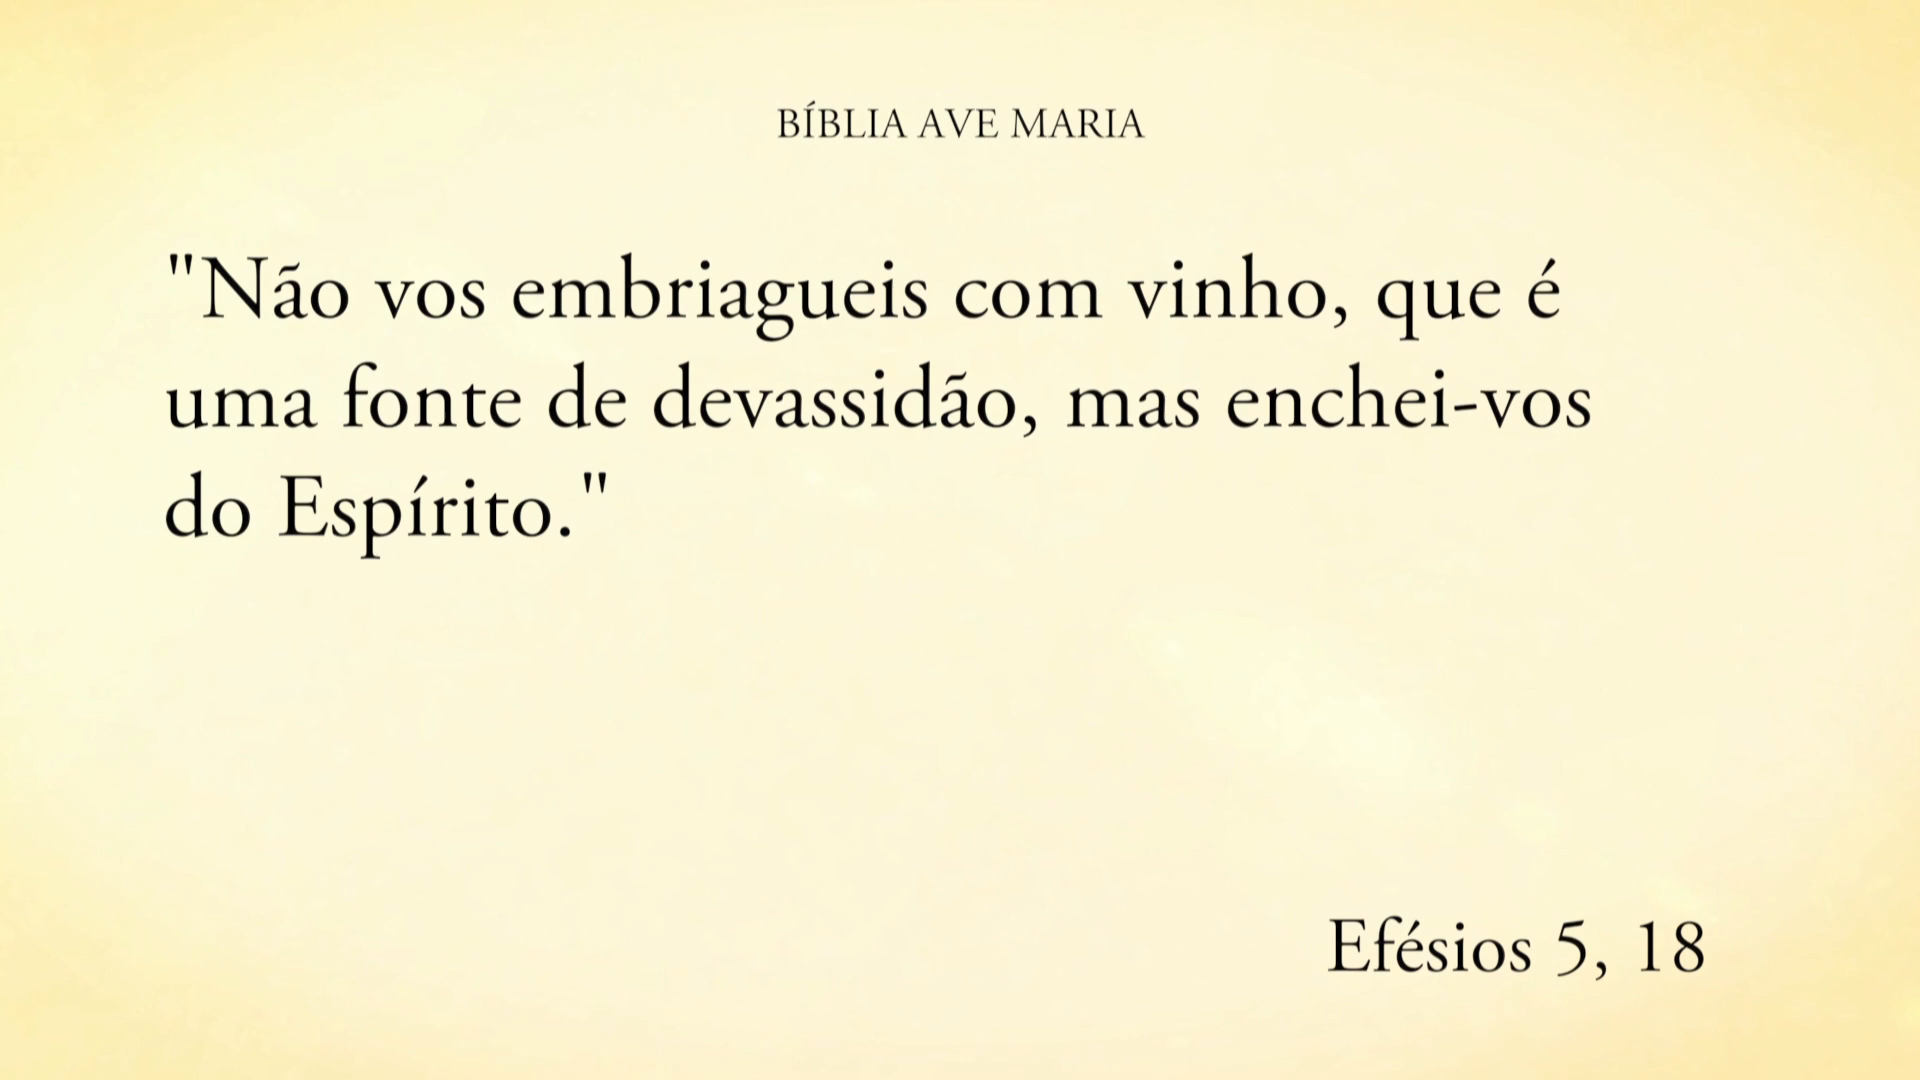 BÍBLIA AVE MARIA
"Não vos embriagueis com vinho, que é
uma fonte de devassidão, mas enchei-vos
do Espírito."
Efésios 5, 18